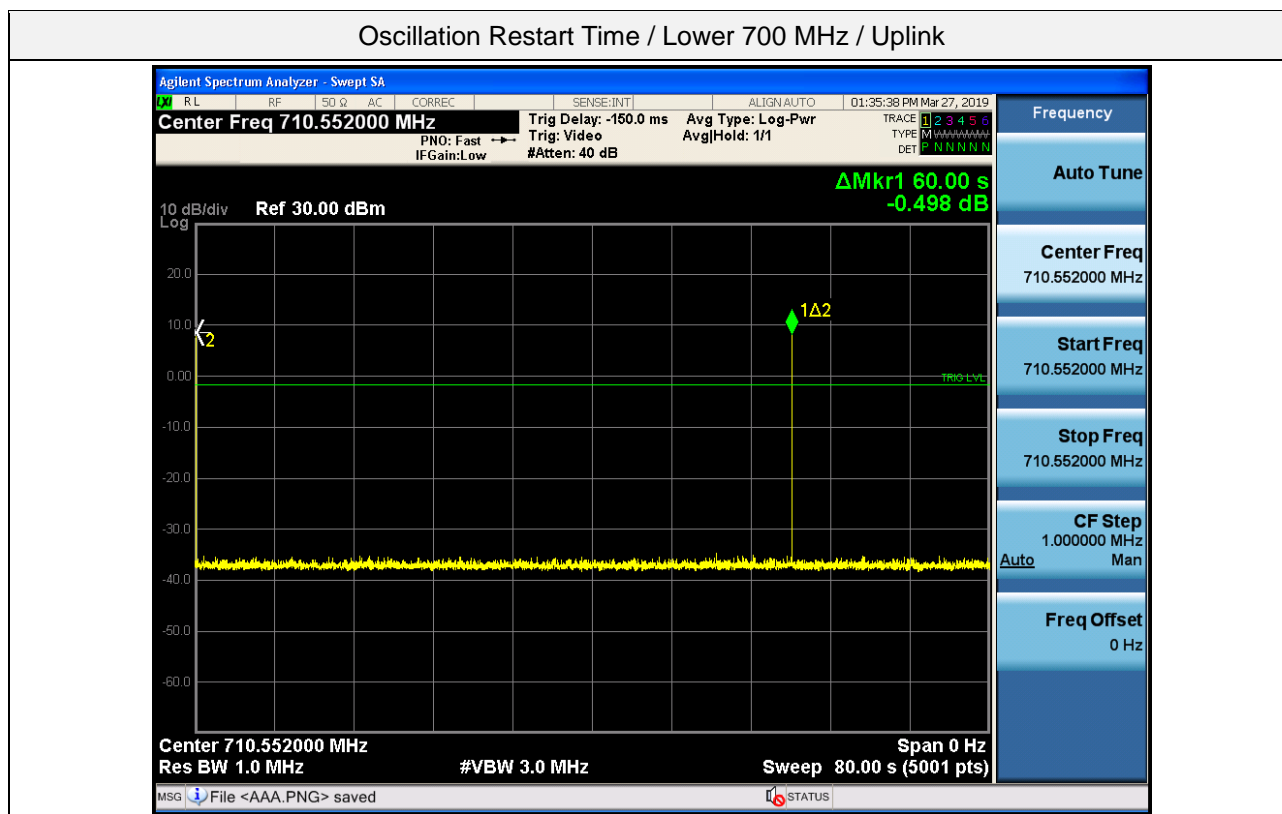 Oscillation Restart Time / Lower 700 MHz / Uplink
Agilent Spectrum Analyzer - Swept SA
LXI RL RF 50 Ω AC CORREC SENSE:INT ALIGN AUTO 01:35:38 PM Mar 27, 2019
Center Freq 710.552000 MHz
PNO: Fast
IFGain:Low
Trig Delay: -150.0 ms
Trig: Video
#Atten: 40 dB
Avg Type: Log-Pwr
Avg|Hold: 1/1
TRACE 1 2 3 4 5 6
TYPE M WWWWW
DET P N N N N N
ΔMkr1 60.00 s
-0.498 dB
10 dB/div Ref 30.00 dBm
Log
20.0
10.0
0.00
-10.0
-20.0
-30.0
-40.0
-50.0
-60.0
2
1Δ2
TRIG LVL
Center 710.552000 MHz Span 0 Hz
Res BW 1.0 MHz #VBW 3.0 MHz Sweep 80.00 s (5001 pts)
MSG File <AAA.PNG> saved STATUS
Frequency
Auto Tune
Center Freq
710.552000 MHz
Start Freq
710.552000 MHz
Stop Freq
710.552000 MHz
CF Step
1.000000 MHz
Auto Man
Freq Offset
0 Hz